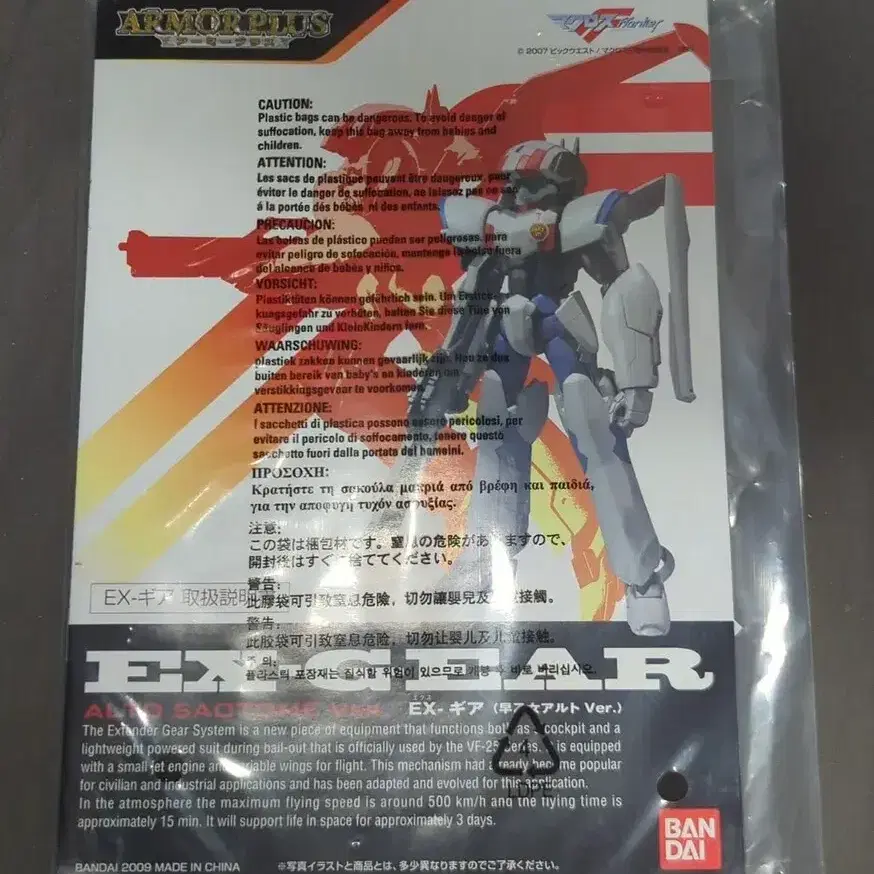 ARMOR PLUS
アーマープラス
Frontier
© 2007 ビックウエスト/マクロス
CAUTION:
Plastic bags can be dangerous. To avoid danger of
suffocation, keep this bag away from babies and
children.
ATTENTION:
Les sacs de plastique peuvent être dangereux. pour
éviter le danger de suffocation, ne laissez pas ce sac
á la portée dés bébés ni des enfants.
PRECAUCION:
Las bolsas de plástico pueden ser peligrosas. para
evitar peligro de sofocación, mantenga la bolsa fuera
del alcance de bebés y niños.
VORSICHT:
Plastiktüten können gefährlich sein. Um Erstic-
kungsgefahr zu verhüten, halten Sie diese Tüte von
Säuglingen und KleinKindern fern.
WAARSCHUWING:
plastiek zakken kunnen gevaarlijk zijn. Hou ze dus
buiten bereik van baby's en kinderen om
verstikkingsgevaar te voorkomen.
ATTENZIONE:
I sacchetti di plastica possono essere pericolosi, per
evitare il pericolo di soffocamento, tenere questo
sacchetto fuori dalla portata dei bambini.
ΠΡΟΣΟΧΗ:
Κρατήστε τη σακούλα μακριά από βρέφη και παιδιά,
για την αποφυγη τυχόν ασφυξίας.
注意:
この袋は梱包材です。窒息の危険がありますので、
開封後はすぐに捨ててください。
EX-ギア 取扱説明書
警告:
此膠袋可引致窒息危險，切勿讓嬰兒及兒童接觸。
警告:
此胶袋可引致窒息危险，切勿让婴儿及儿童接触。
주의:
플라스틱 포장재는 질식할 위험이 있으므로 개봉 후 바로 버리십시오.
EX-GEAR
ALTO SAOTOME Ver. EX-ギア (早乙女アルト Ver.)
The Extender Gear System is a new piece of equipment that functions both as cockpit and a
lightweight powered suit during bail-out that is officially used by the VF-25 series. It is equipped
with a small jet engine and variable wings for flight. This mechanism had already become popular
for civilian and industrial applications and has been adapted and evolved for this application.
In the atmosphere the maximum flying speed is around 500 km/h and the flying time is
approximately 15 min. It will support life in space for approximately 3 days.
4
LDPE
BAN
DAI
BANDAI 2009 MADE IN CHINA
※写真イラストと商品とは、多少異なりますのでご了承ください。